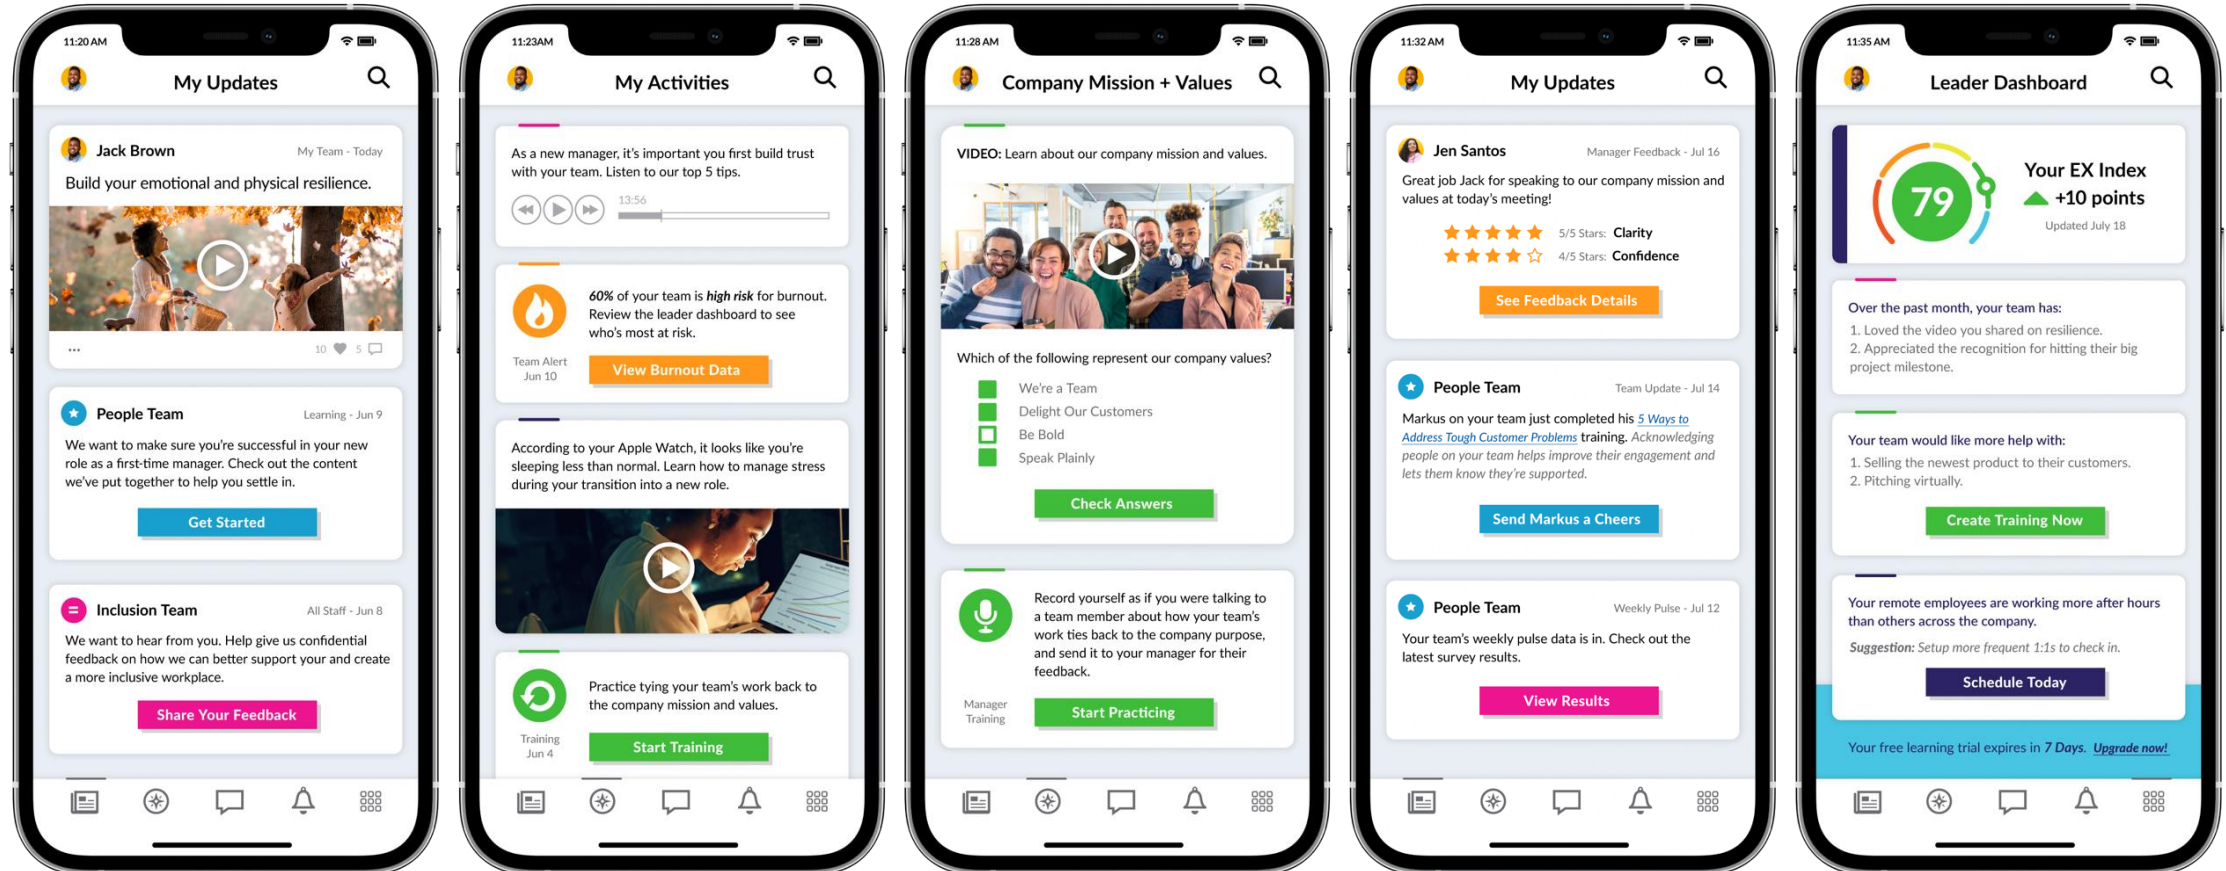 11:20 AM
My Updates
Jack Brown
My Team - Today
Build your emotional and physical resilience.
10
5
People Team
Learning - Jun 9
We want to make sure you're successful in your new
role as a first-time manager. Check out the content
we've put together to help you settle in.
Get Started
Inclusion Team
All Staff - Jun 8
We want to hear from you. Help give us confidential
feedback on how we can better support your and create
a more inclusive workplace.
Share Your Feedback
11:23AM
My Activities
As a new manager, it's important you first build trust
with your team. Listen to our top 5 tips.
13:56
60% of your team is high risk for burnout.
Review the leader dashboard to see
who's most at risk.
Team Alert
Jun 10
View Burnout Data
According to your Apple Watch, it looks like you're
sleeping less than normal. Learn how to manage stress
during your transition into a new role.
Practice tying your team's work back to
the company mission and values.
Training
Jun 4
Start Training
11:28 AM
Company Mission + Values
VIDEO: Learn about our company mission and values.
Which of the following represent our company values?
We're a Team
Delight Our Customers
Be Bold
Speak Plainly
Check Answers
Record yourself as if you were talking to
a team member about how your team's
work ties back to the company purpose,
and send it to your manager for their
feedback.
Manager
Training
Start Practicing
11:32 AM
My Updates
Jen Santos
Manager Feedback - Jul 16
Great job Jack for speaking to our company mission and
values at today's meeting!
5/5 Stars: Clarity
4/5 Stars: Confidence
See Feedback Details
People Team
Team Update - Jul 14
Markus on your team just completed his 5 Ways to
Address Tough Customer Problems training. Acknowledging
people on your team helps improve their engagement and
lets them know they're supported.
Send Markus a Cheers
People Team
Weekly Pulse - Jul 12
Your team's weekly pulse data is in. Check out the
latest survey results.
View Results
11:35 AM
Leader Dashboard
79
Your EX Index
+10 points
Updated July 18
Over the past month, your team has:
1. Loved the video you shared on resilience.
2. Appreciated the recognition for hitting their big
project milestone.
Your team would like more help with:
1. Selling the newest product to their customers.
2. Pitching virtually.
Create Training Now
Your remote employees are working more after hours
than others across the company.
Suggestion: Setup more frequent 1:1s to check in.
Schedule Today
Your free learning trial expires in 7 Days. Upgrade now!